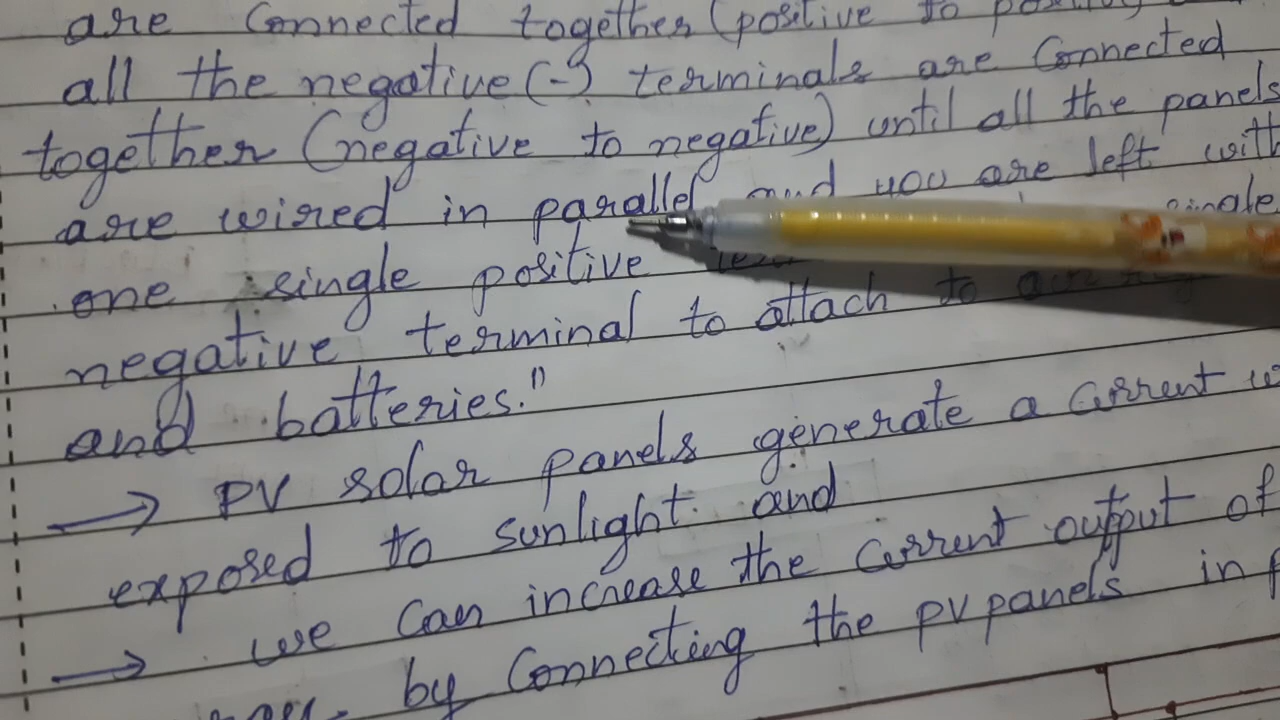 are connected together (positive to
all the negative (-) terminals are connected
together (negative to negative) until all the panels
are wired in parallel and you are left with
one single positive single
negative terminal to attach to
and batteries."
→ PV solar panels generate a current
exposed to sunlight and
→ we can increase the current output of
by connecting the PV panels in